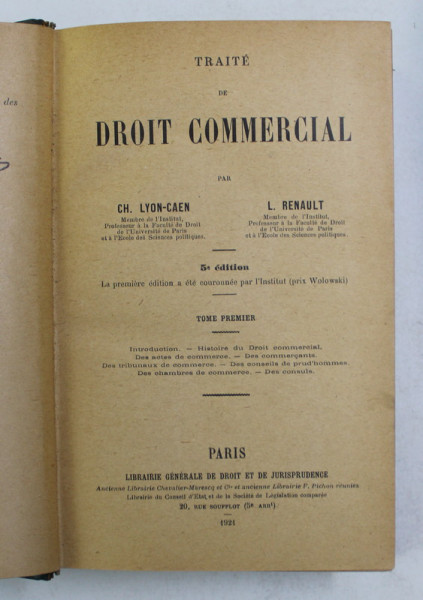 des
TRAITÉ
DE
DROIT COMMERCIAL
PAR
CH. LYON-CAEN
Membre de l'Institut,
Professeur à la Faculté de Droit
de l'Université de Paris
et à l'Ecole des Sciences politiques.
L. RENAULT
Membre de l'Institut,
Professeur à la Faculté de Droit
de l'Université de Paris
et à l'Ecole des Sciences politiques.
5e édition
La première édition a été couronnée par l'Institut (prix Wolowski)
TOME PREMIER
Introduction. — Histoire du Droit commercial.
Des actes de commerce. — Des commerçants.
Des tribunaux de commerce. — Des conseils de prud'hommes.
Des chambres de commerce. — Des consuls.
PARIS
LIBRAIRIE GÉNÉRALE DE DROIT ET DE JURISPRUDENCE
Ancienne Librairie Chevalier-Marescq et Cie et ancienne Librairie F. Pichon réunies
Librairie du Conseil d'Etat et de la Société de Législation comparée
20, RUE SOUFFLOT (5e ARRt)
1921